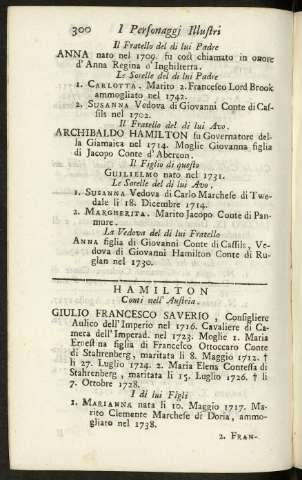 300 I Personaggi Illustri
Il Fratello del di lui Padre
ANNA nato nel 1709. fu così chiamato in onore
d'Anna Regina d'Inghilterra.
Le Sorelle del di lui Padre
1. CARLOTTA. Marito 2. Francesco Lord Brook
ammogliato nel 1742.
2. SUSANNA Vedova di Giovanni Conte di Cas-
sils nel 1702.
Il Fratello del di lui Avo.
ARCHIBALDO HAMILTON fu Governatore del-
la Giamaica nel 1714. Moglie Giovanna figlia
di Jacopo Conte d'Abercon.
Il Figlio di questo
GUILIELMO nato nel 1731.
Le Sorelle del di lui Avo.
1. SUSANNA Vedova di Carlo Marchese di Twe-
dale li 18. Dicembre 1714.
2. MARGHERITA. Marito Jacopo Conte di Pan-
mure.
La Vedova del di lui Fratello
ANNA figlia di Giovanni Conte di Cassils, Ve-
dova di Giovanni Hamilton Conte di Ru-
glan nel 1730.
HAMILTON
Conti nell' Austria.
GIULIO FRANCESCO SAVERIO, Consigliere
Aulico dell'Imperio nel 1716. Cavaliere di Ca-
mera dell'Imperad. nel 1723. Moglie 1. Maria
Ernestina figlia di Francesco Ottoccaro Conte
di Stahrenberg, maritata li 8. Maggio 1712. †
li 27. Luglio 1724. 2. Maria Elena Contessa di
Stahrenberg, maritata li 15. Luglio 1726. † li
7. Ottobre 1728.
I di lui Figli
1. MARIANNA nata li 10. Maggio 1717. Ma-
rito Clemente Marchese di Doria, ammo-
gliato nel 1738.
2. FRAN-